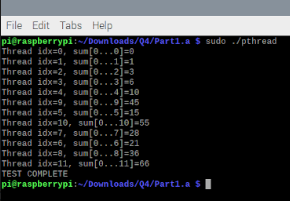 File Edit Tabs Help
pi@raspberrypi:~/Downloads/Q4/Part1.a $ sudo ./pthread
Thread idx=0, sum[0...0]=0
Thread idx=1, sum[0...1]=1
Thread idx=2, sum[0...2]=3
Thread idx=3, sum[0...3]=6
Thread idx=4, sum[0...4]=10
Thread idx=9, sum[0...9]=45
Thread idx=5, sum[0...5]=15
Thread idx=10, sum[0...10]=55
Thread idx=7, sum[0...7]=28
Thread idx=6, sum[0...6]=21
Thread idx=8, sum[0...8]=36
Thread idx=11, sum[0...11]=66
TEST COMPLETE
pi@raspberrypi:~/Downloads/Q4/Part1.a $